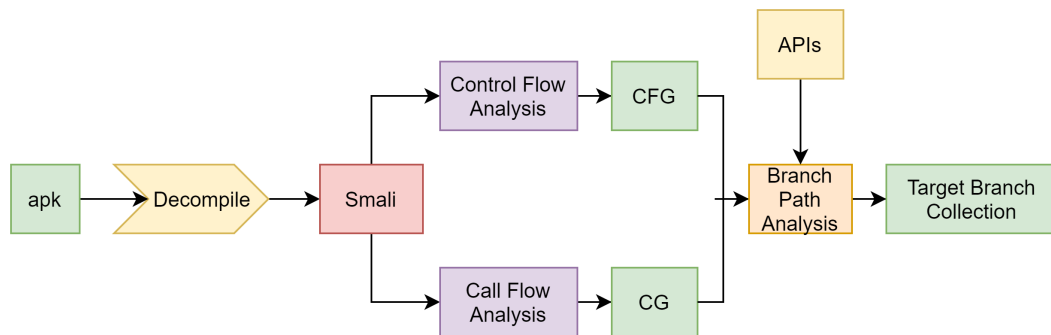 APIs
Control Flow
Analysis
CFG
apk
Decompile
Smali
Branch
Path
Analysis
Target Branch
Collection
Call Flow
Analysis
CG